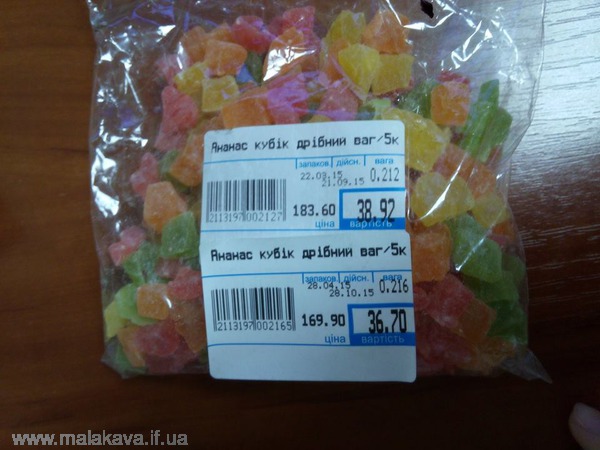 Ананас кубік дрібний ваг/5к
запаков. дійсн. вага
22.03.15 0.212
21.09.15
183.60 38.92
2113197002127 ціна вартість
Ананас кубік дрібний ваг/5к
запаков. дійсн. вага
28.04.15 0.216
28.10.15
169.90 36.70
2113197002165 ціна вартість
www.malakava.if.ua